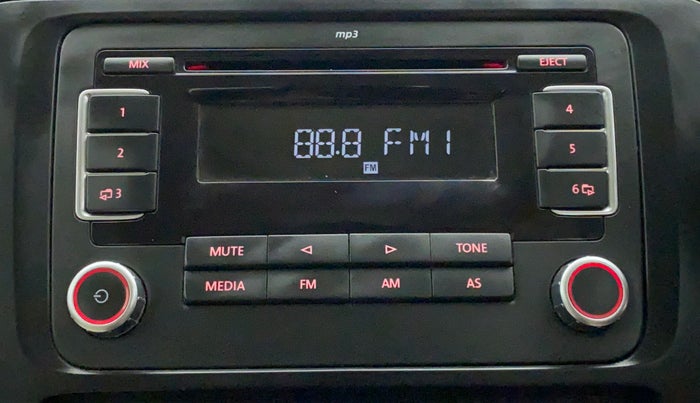 mp3
MIX
EJECT
1
4
88.8 FM1
FM
2
5
3
6
MUTE
TONE
MEDIA FM AM AS